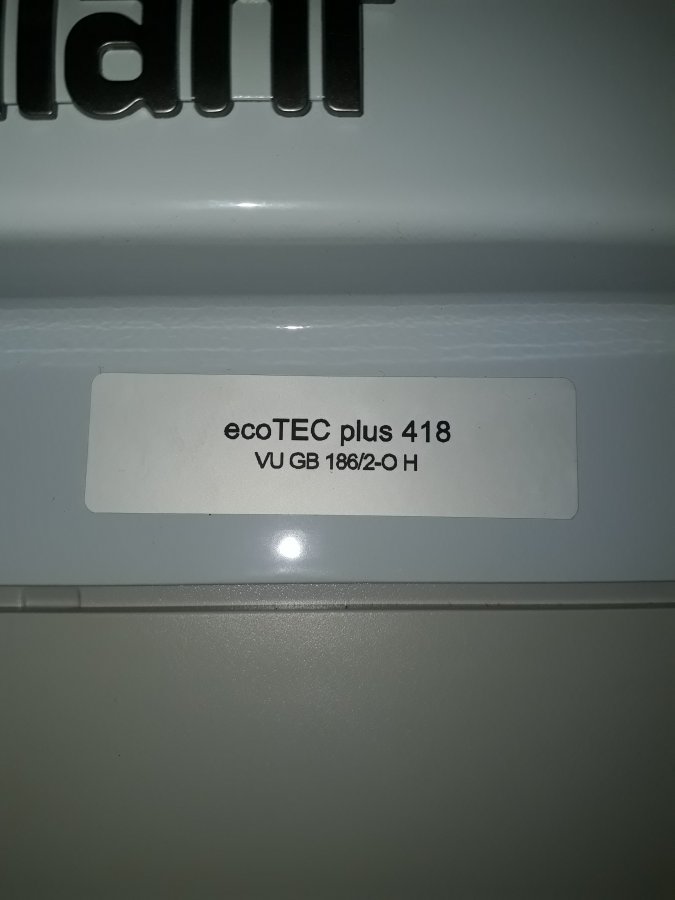 ecoTEC plus 418
VU GB 186/2-O H